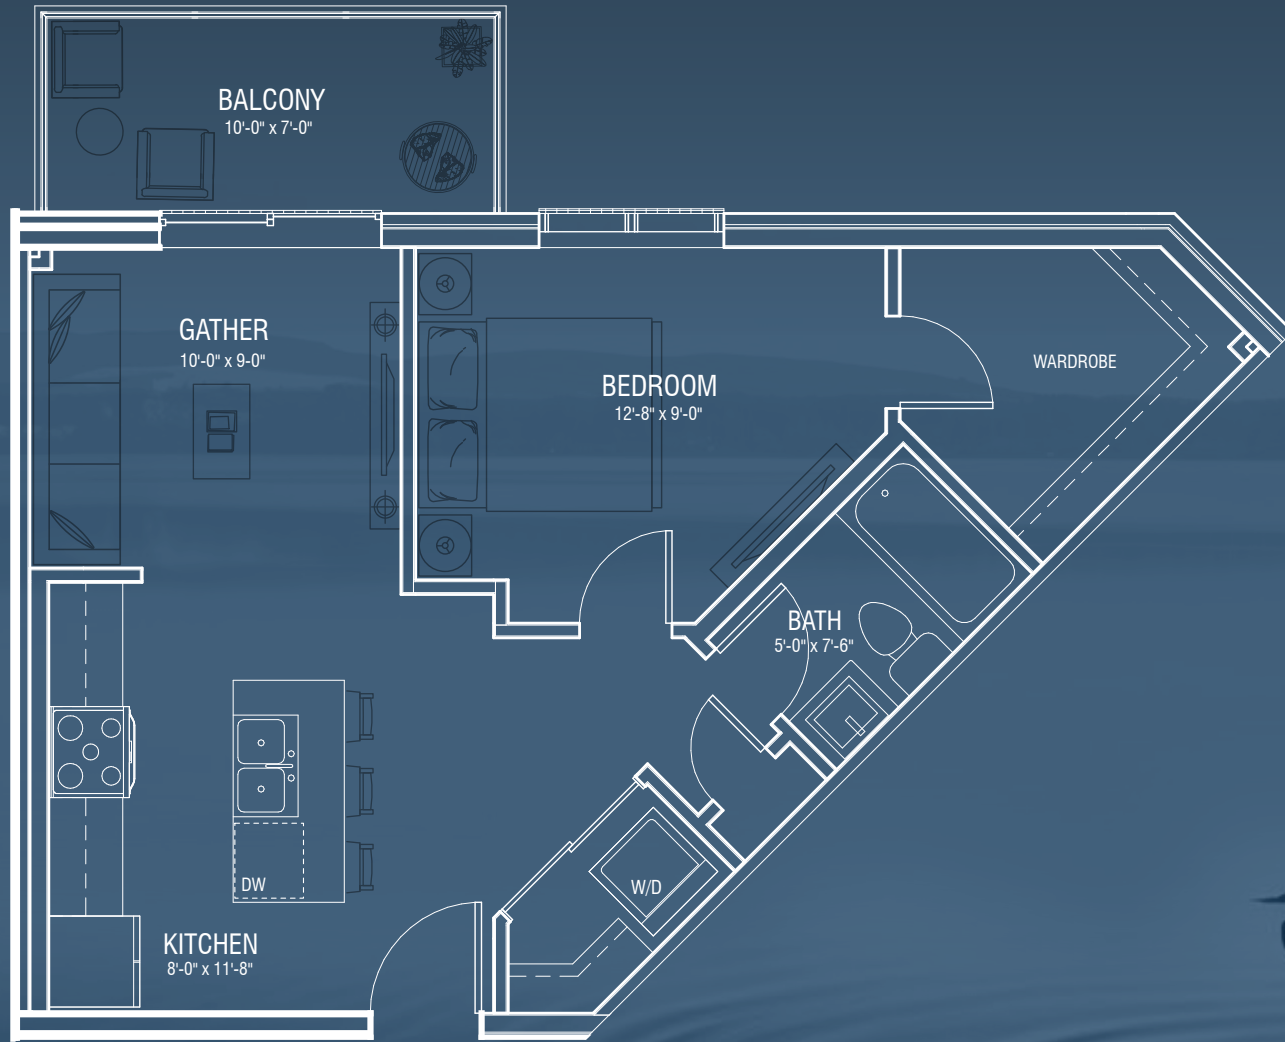 BALCONY
10'-0" x 7'-0"
GATHER
10'-0" x 9-0"
BEDROOM
12'-8" x 9'-0"
WARDROBE
BATH
5'-0" x 7'-6"
DW
W/D
KITCHEN
8'-0" x 11'-8"